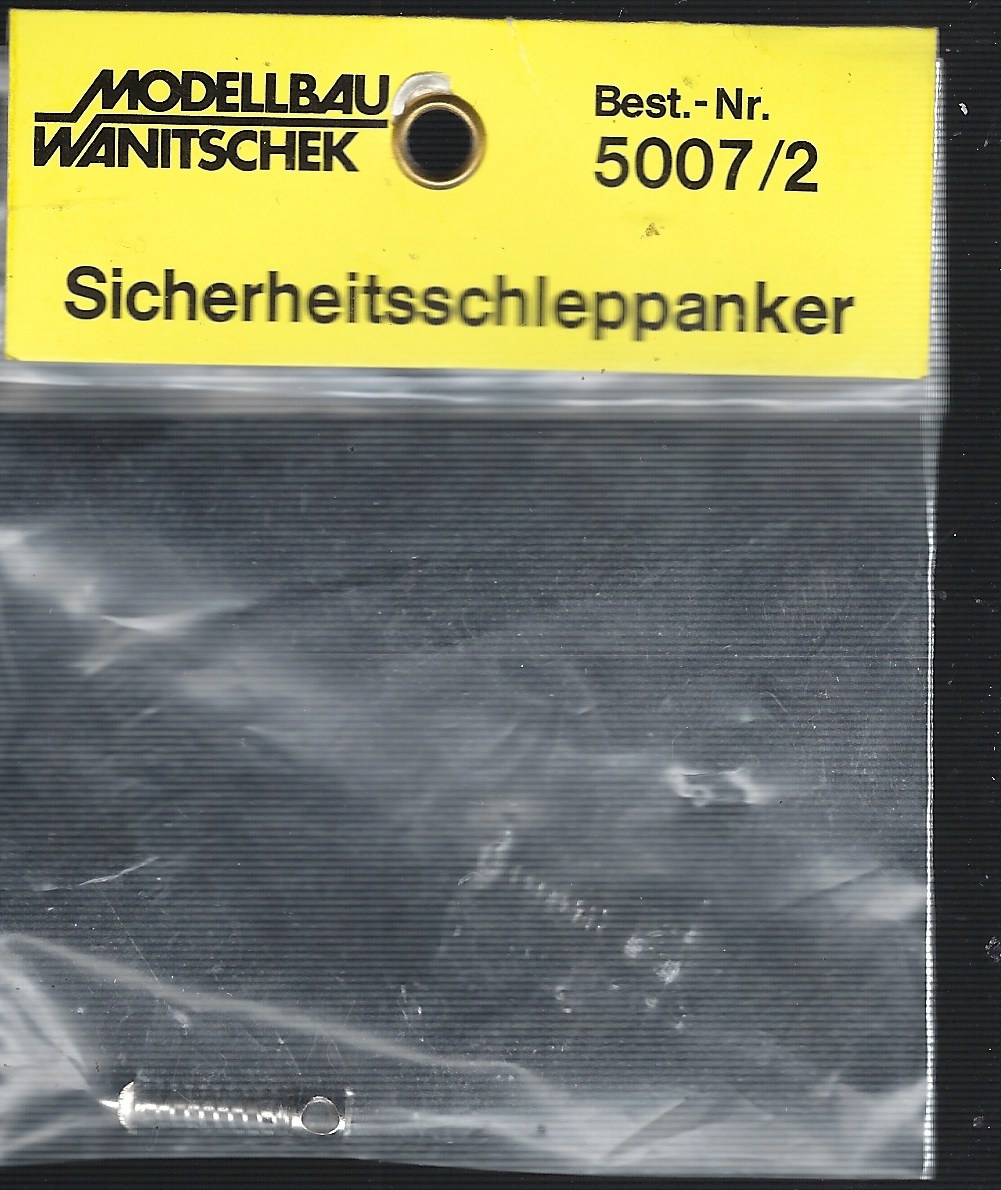 MODELLBAU
WANITSCHEK
Best.-Nr.
5007/2
Sicherheitsschleppanker